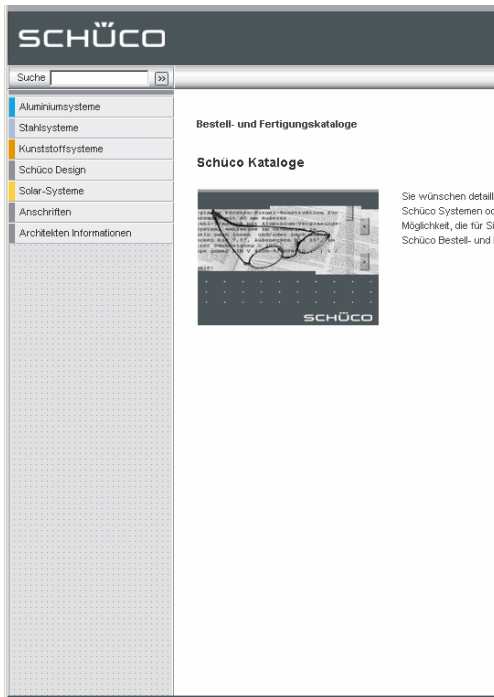 SCHÜCO
Suche
Aluminiumsysteme
Stahlsysteme
Kunststoffsysteme
Schüco Design
Solar-Systeme
Anschriften
Architekten Informationen
Bestell- und Fertigungskataloge
Schüco Kataloge
Sie wünschen detaill
Schüco Systemen od
Möglichkeit, die für Si
Schüco Bestell- und
SCHÜCO